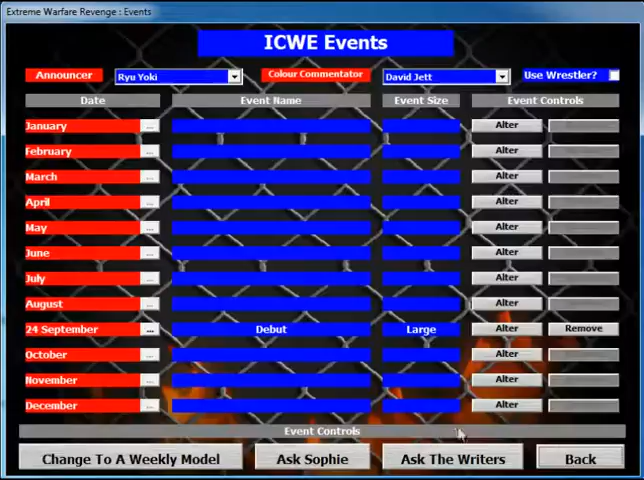 Extreme Warfare Revenge : Events
ICWE Events
Announcer Ryu Yoki Colour Commentator David Jett Use Wrestler?
Date Event Name Event Size Event Controls
January ... Alter
February ... Alter
March ... Alter
April ... Alter
May ... Alter
June ... Alter
July ... Alter
August ... Alter
24 September ... Debut Large Alter Remove
October ... Alter
November ... Alter
December ... Alter
Event Controls
Change To A Weekly Model Ask Sophie Ask The Writers Back